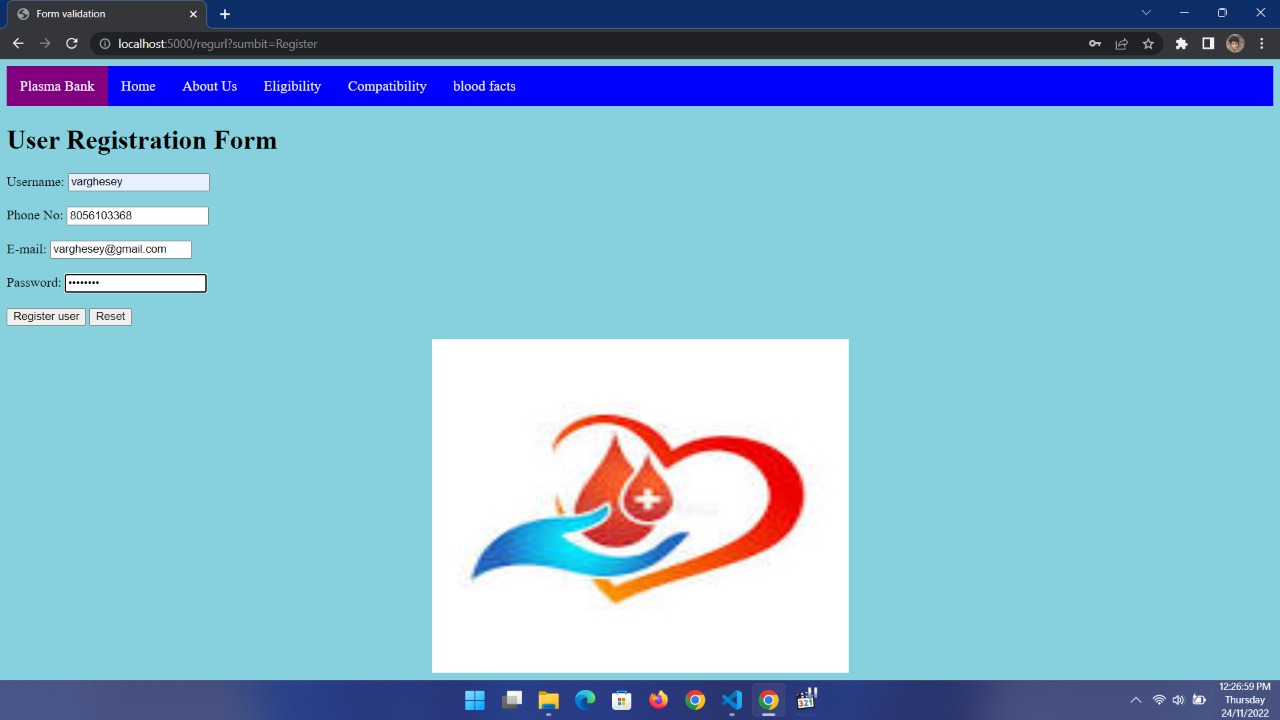 Form validation
localhost:5000/regurl?sumbit=Register
Plasma Bank Home About Us Eligibility Compatibility blood facts
User Registration Form
Username: varghesey
Phone No: 8056103368
E-mail: varghesey@gmail.com
Password: ••••••••
Register user Reset
321
12:26:59 PM
Thursday
24/11/2022